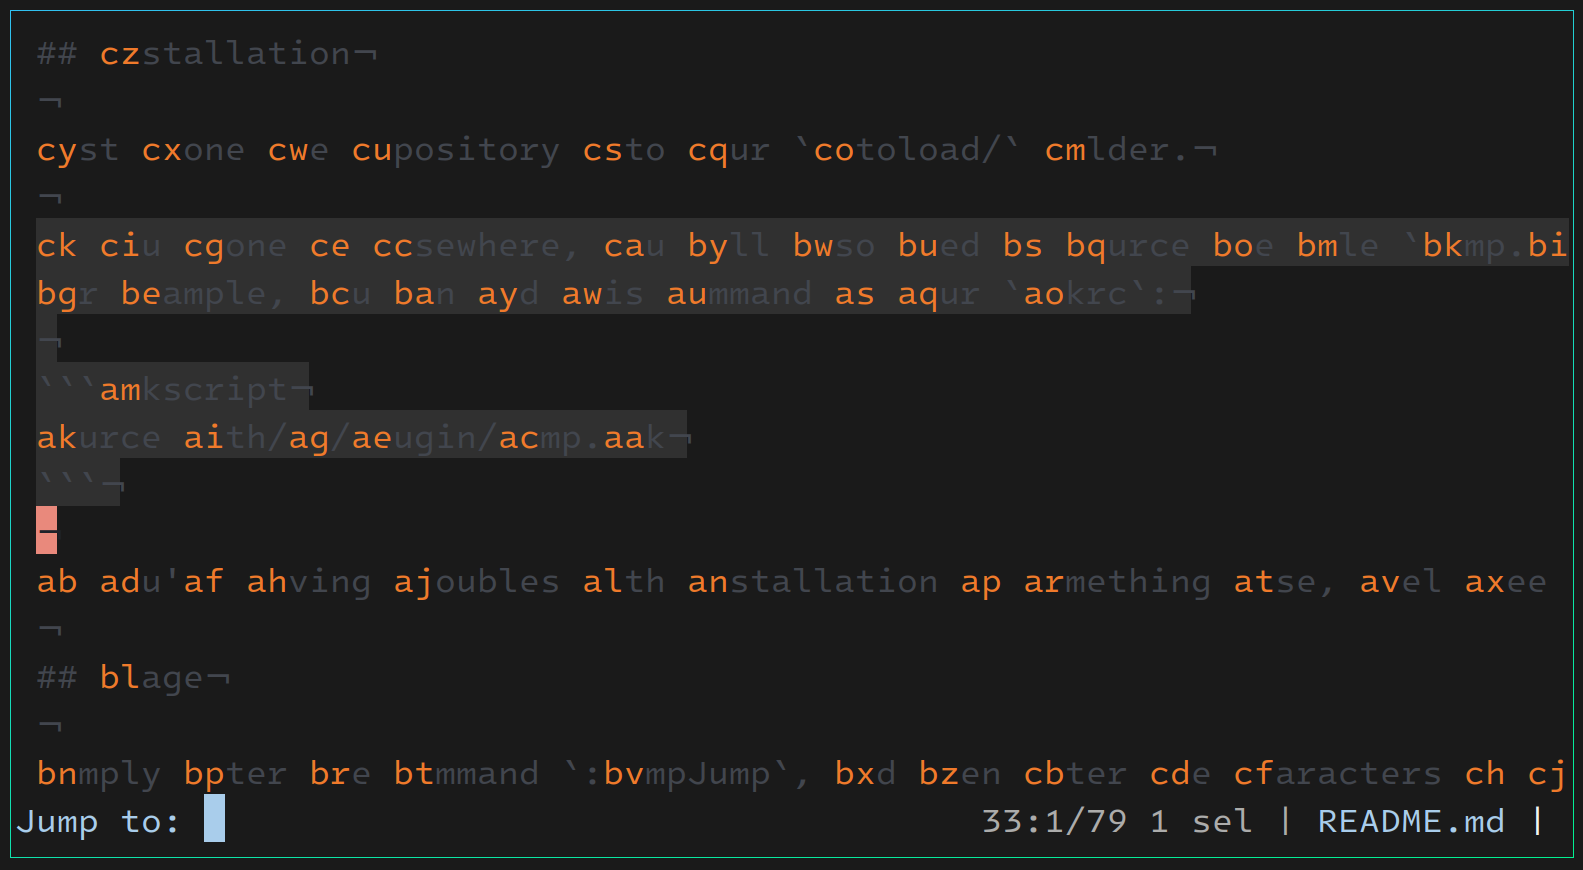 ## czstallation¬
¬
cyst cxone cwe cupository csto cqur `cotoload/` cmlder.¬
¬
ck ciu cgone ce ccsewhere, cau byll bwso bued bs bqurce boe bmle `bkmp.bi
bgr beample, bcu ban ayd awis aummand as aqur `aokrc`:¬
¬
```amkscript¬
akurce aith/ag/aeugin/acmp.aak¬
```¬
¬
ab adu'af ahving ajoubles alth anstallation ap armething atse, avel axee
¬
## blage¬
¬
bnmply bpter bre btmmand `:bvmpJump`, bxd bzen cbter cde cfaracters ch cj
Jump to: 33:1/79 1 sel | README.md |